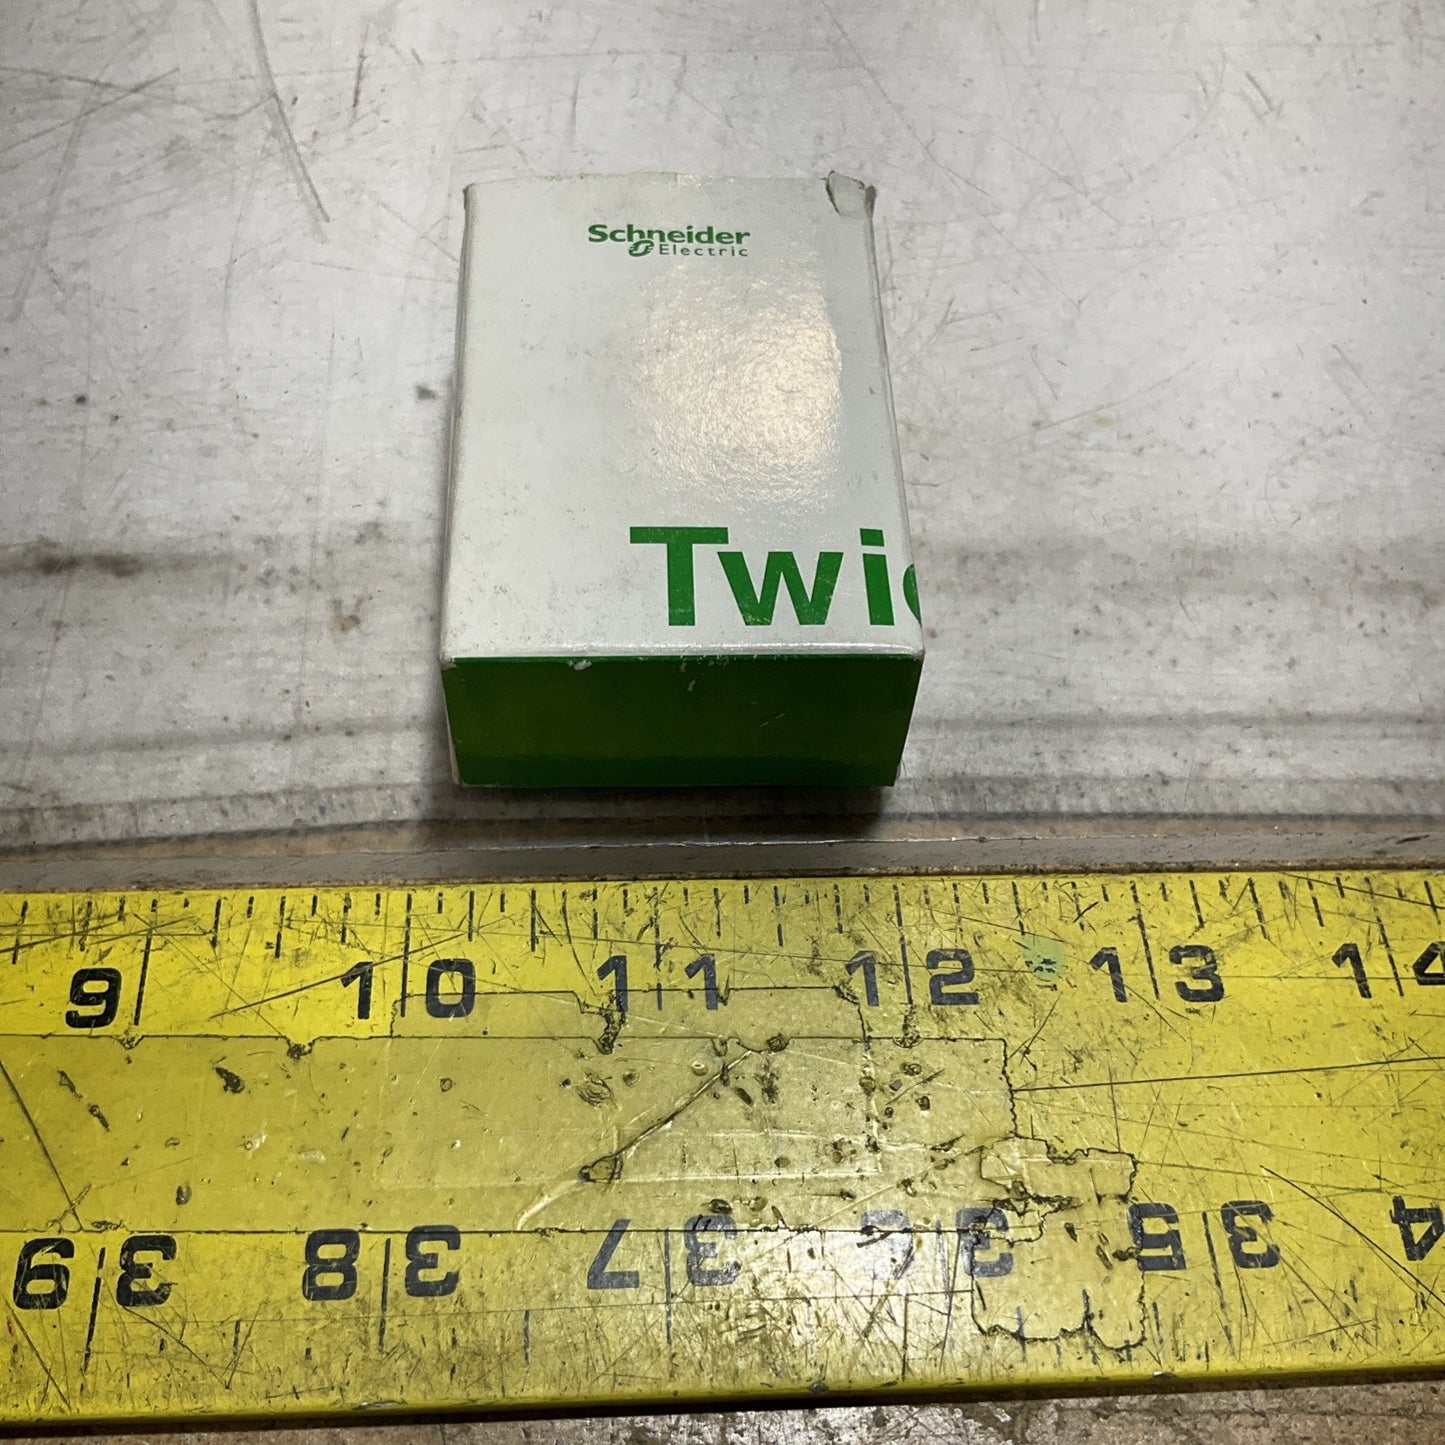 Schneider
Electric
Twi
9 10 11 12 13 14
39 38 37 36 35 34